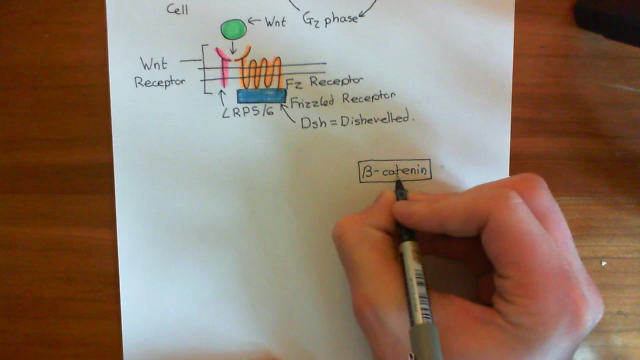 Cell
Wnt
G2 phase
Wnt
Receptor
Fz Receptor
Frizzled Receptor
LRP5/6
Dsh = Dishevelled.
β-catenin